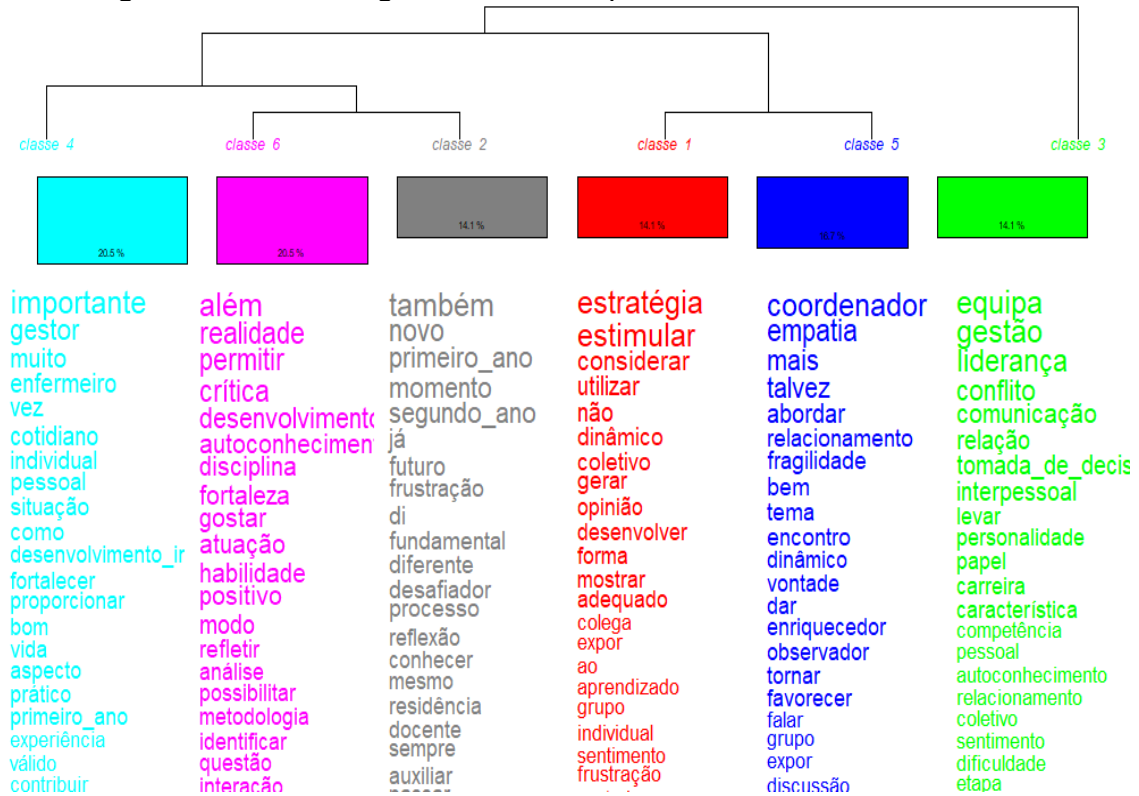 classe 4
classe 6
classe 2
classe 1
classe 5
classe 3
20.5 %
20.5 %
14.1 %
14.1 %
16.7 %
14.1 %
importante
gestor
muito
enfermeiro
vez
cotidiano
individual
pessoal
situação
como
desenvolvimento_ir
fortalecer
proporcionar
bom
vida
aspecto
prático
primeiro_ano
experiência
válido
contribuir
além
realidade
permitir
crítica
desenvolvimento
autoconhecimen
disciplina
fortaleza
gostar
atuação
habilidade
positivo
modo
refletir
análise
possibilitar
metodologia
identificar
questão
interação
também
novo
primeiro_ano
momento
segundo_ano
já
futuro
frustração
di
fundamental
diferente
desafiador
processo
reflexão
conhecer
mesmo
residência
docente
sempre
auxiliar
estratégia
estimular
considerar
utilizar
não
dinâmico
coletivo
gerar
opinião
desenvolver
forma
mostrar
adequado
colega
expor
ao
aprendizado
grupo
individual
sentimento
frustração
coordenador
empatia
mais
talvez
abordar
relacionamento
fragilidade
bem
tema
encontro
dinâmico
vontade
dar
enriquecedor
observador
tornar
favorecer
falar
grupo
expor
discussão
equipa
gestão
liderança
conflito
comunicação
relação
tomada_de_decis
interpessoal
levar
personalidade
papel
carreira
característica
competência
pessoal
autoconhecimento
relacionamento
coletivo
sentimento
dificuldade
etapa